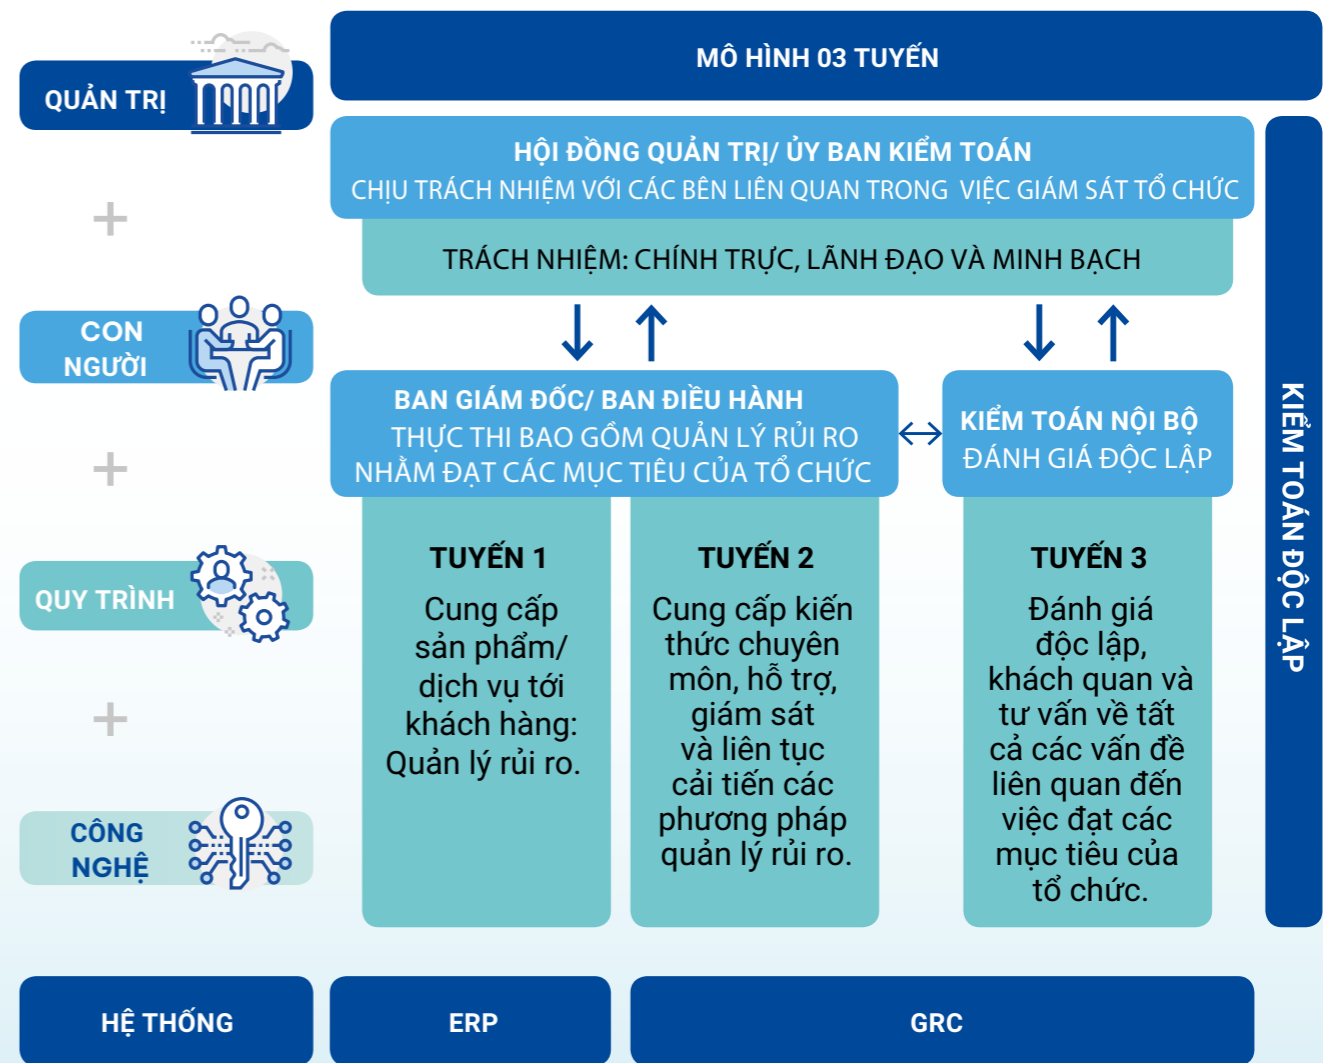 MÔ HÌNH 03 TUYẾN
QUẢN TRỊ
HỘI ĐỒNG QUẢN TRỊ/ ỦY BAN KIỂM TOÁN
CHỊU TRÁCH NHIỆM VỚI CÁC BÊN LIÊN QUAN TRONG VIỆC GIÁM SÁT TỔ CHỨC
TRÁCH NHIỆM: CHÍNH TRỰC, LÃNH ĐẠO VÀ MINH BẠCH
+
CON
NGƯỜI
BAN GIÁM ĐỐC/ BAN ĐIỀU HÀNH
THỰC THI BAO GỒM QUẢN LÝ RỦI RO
NHẰM ĐẠT CÁC MỤC TIÊU CỦA TỔ CHỨC
KIỂM TOÁN NỘI BỘ
ĐÁNH GIÁ ĐỘC LẬP
KIỂM TOÁN ĐỘC LẬP
+
QUY TRÌNH
+
CÔNG
NGHỆ
TUYẾN 1
Cung cấp
sản phẩm/
dịch vụ tới
khách hàng:
Quản lý rủi ro.
TUYẾN 2
Cung cấp kiến
thức chuyên
môn, hỗ trợ,
giám sát
và liên tục
cải tiến các
phương pháp
quản lý rủi ro.
TUYẾN 3
Đánh giá
độc lập,
khách quan và
tư vấn về tất
cả các vấn đề
liên quan đến
việc đạt các
mục tiêu của
tổ chức.
HỆ THỐNG
ERP
GRC